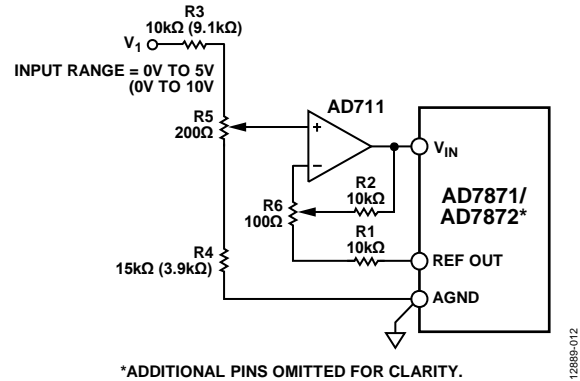 R3
10kΩ (9.1kΩ)
V1
INPUT RANGE = 0V TO 5V
(0V TO 10V
R5
200Ω
AD711
+
–
VIN
R2
10kΩ
R6
100Ω
AD7871/
AD7872*
R1
10kΩ
REF OUT
R4
15kΩ (3.9kΩ)
AGND
*ADDITIONAL PINS OMITTED FOR CLARITY.
12889-012